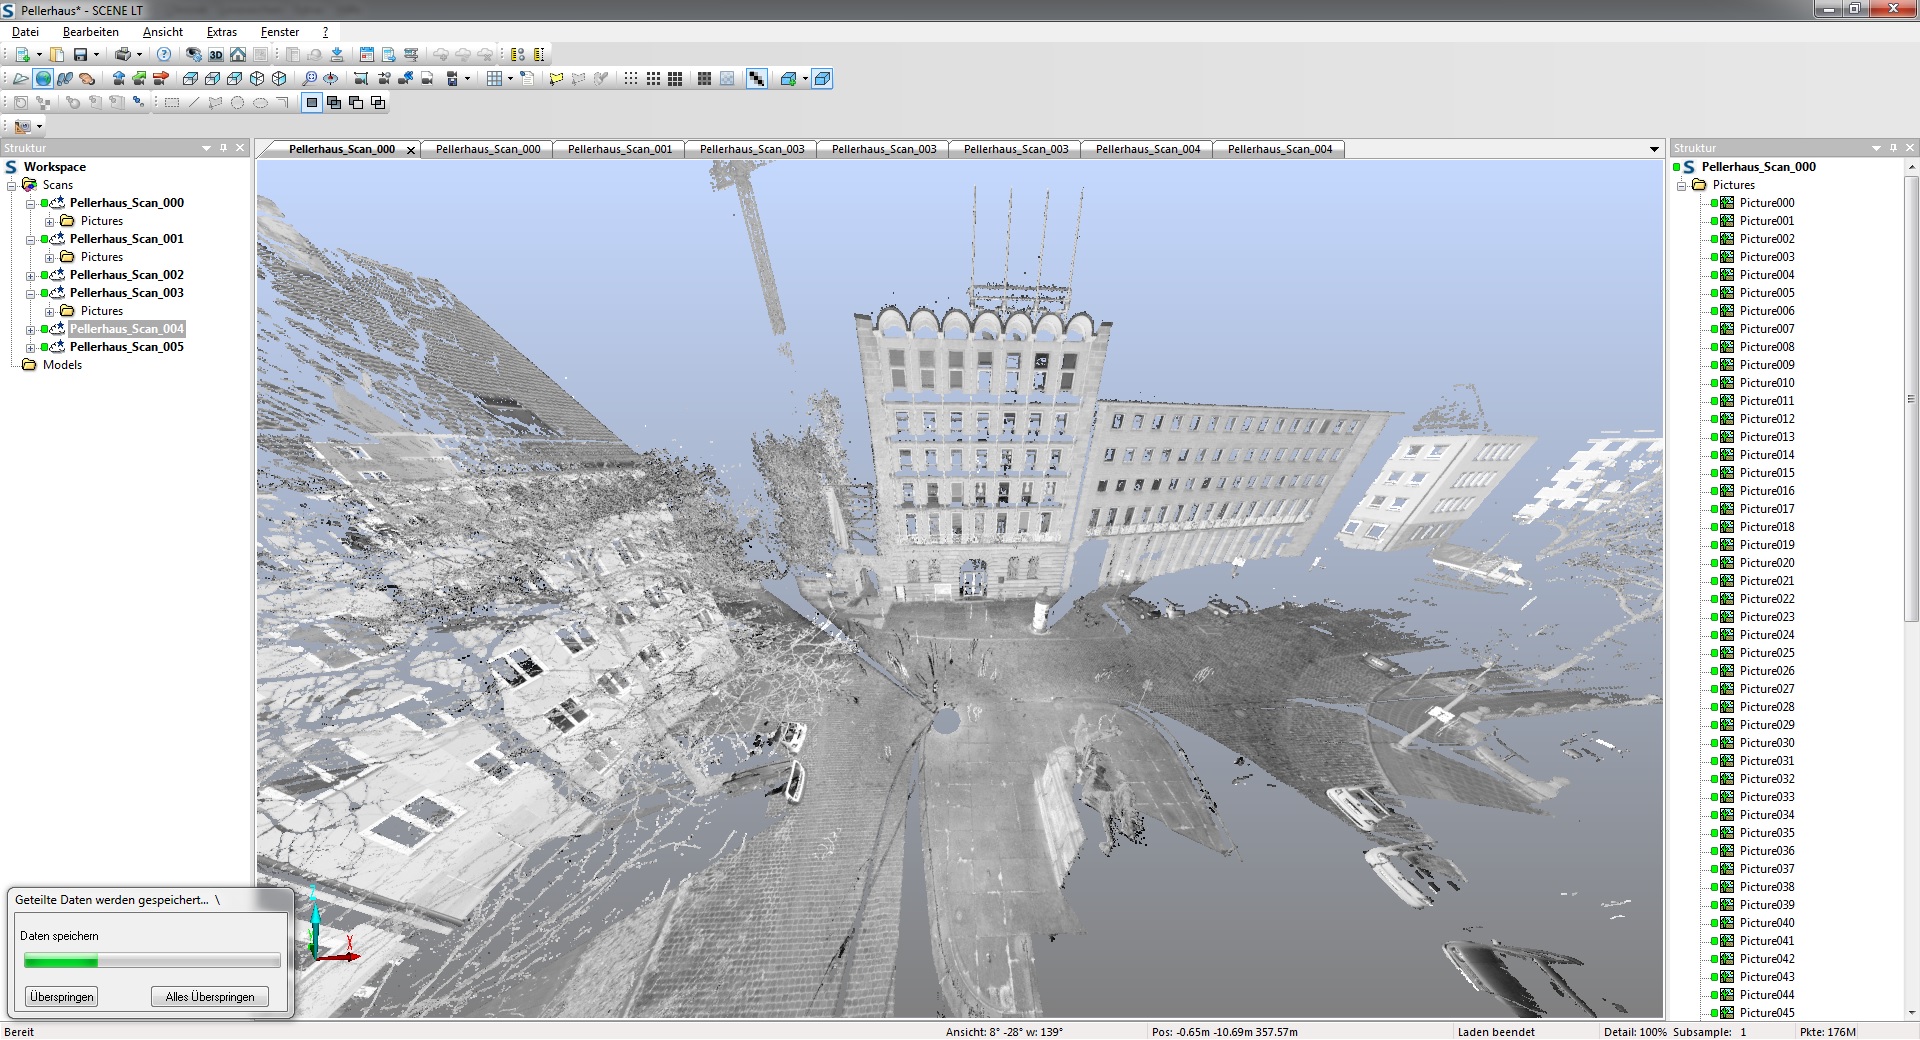 Pellerhaus* - SCENE LT
Datei Bearbeiten Ansicht Extras Fenster ?
3D
Struktur
Workspace
Scans
Pellerhaus_Scan_000
Pictures
Pellerhaus_Scan_001
Pictures
Pellerhaus_Scan_002
Pellerhaus_Scan_003
Pictures
Pellerhaus_Scan_004
Pellerhaus_Scan_005
Models
Pellerhaus_Scan_000 Pellerhaus_Scan_000 Pellerhaus_Scan_001 Pellerhaus_Scan_003 Pellerhaus_Scan_003 Pellerhaus_Scan_003 Pellerhaus_Scan_004 Pellerhaus_Scan_004
Struktur
Pellerhaus_Scan_000
Pictures
Picture000
Picture001
Picture002
Picture003
Picture004
Picture005
Picture006
Picture007
Picture008
Picture009
Picture010
Picture011
Picture012
Picture013
Picture014
Picture015
Picture016
Picture017
Picture018
Picture019
Picture020
Picture021
Picture022
Picture023
Picture024
Picture025
Picture026
Picture027
Picture028
Picture029
Picture030
Picture031
Picture032
Picture033
Picture034
Picture035
Picture036
Picture037
Picture038
Picture039
Picture040
Picture041
Picture042
Picture043
Picture044
Picture045
Geteilte Daten werden gespeichert... \
Daten speichern
Überspringen Alles Überspringen
Z
X
Bereit Ansicht: 8° -28° w: 139° Pos: -0.65m -10.69m 357.57m Laden beendet Detail: 100% Subsample: 1 Pkte: 176M